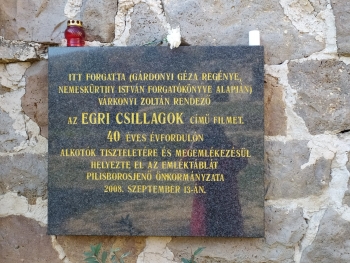 ITT FORGATTA (GÁRDONYI GÉZA REGÉNYE,
NEMESKÜRTHY ISTVÁN FORGATÓKÖNYVE ALAPJÁN)
VÁRKONYI ZOLTÁN RENDEZŐ
AZ EGRI CSILLAGOK CÍMŰ FILMET.
40 ÉVES ÉVFORDULÓN
ALKOTÓK TISZTELETÉRE ÉS MEGEMLÉKEZÉSÜL
HELYEZTE EL AZ EMLÉKTÁBLÁT
PILISBOROSJENŐ ÖNKORMÁNYZATA
2008. SZEPTEMBER 13-ÁN.